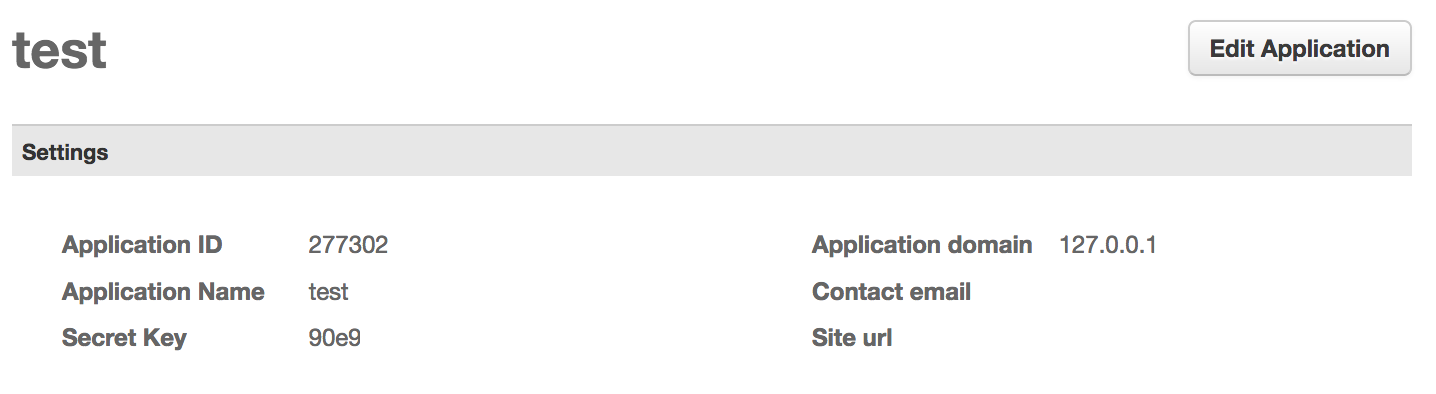 test
Edit Application
Settings
Application ID 277302 Application domain 127.0.0.1
Application Name test Contact email
Secret Key 90e9 Site url